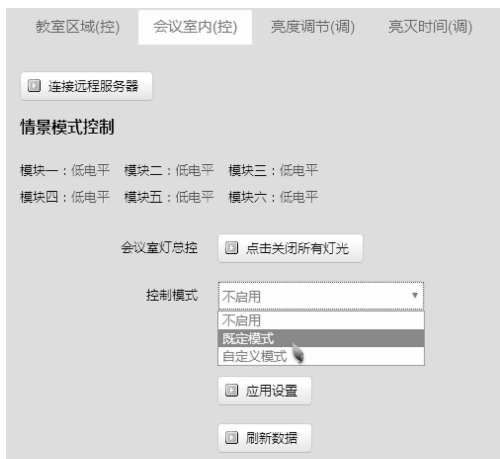 教室区域(控) 会议室内(控) 亮度调节(调) 亮灭时间(调)
连接远程服务器
情景模式控制
模块一：低电平 模块二：低电平 模块三：低电平
模块四：低电平 模块五：低电平 模块六：低电平
会议室灯总控 点击关闭所有灯光
控制模式 不启用
不启用
既定模式
自定义模式
应用设置
刷新数据